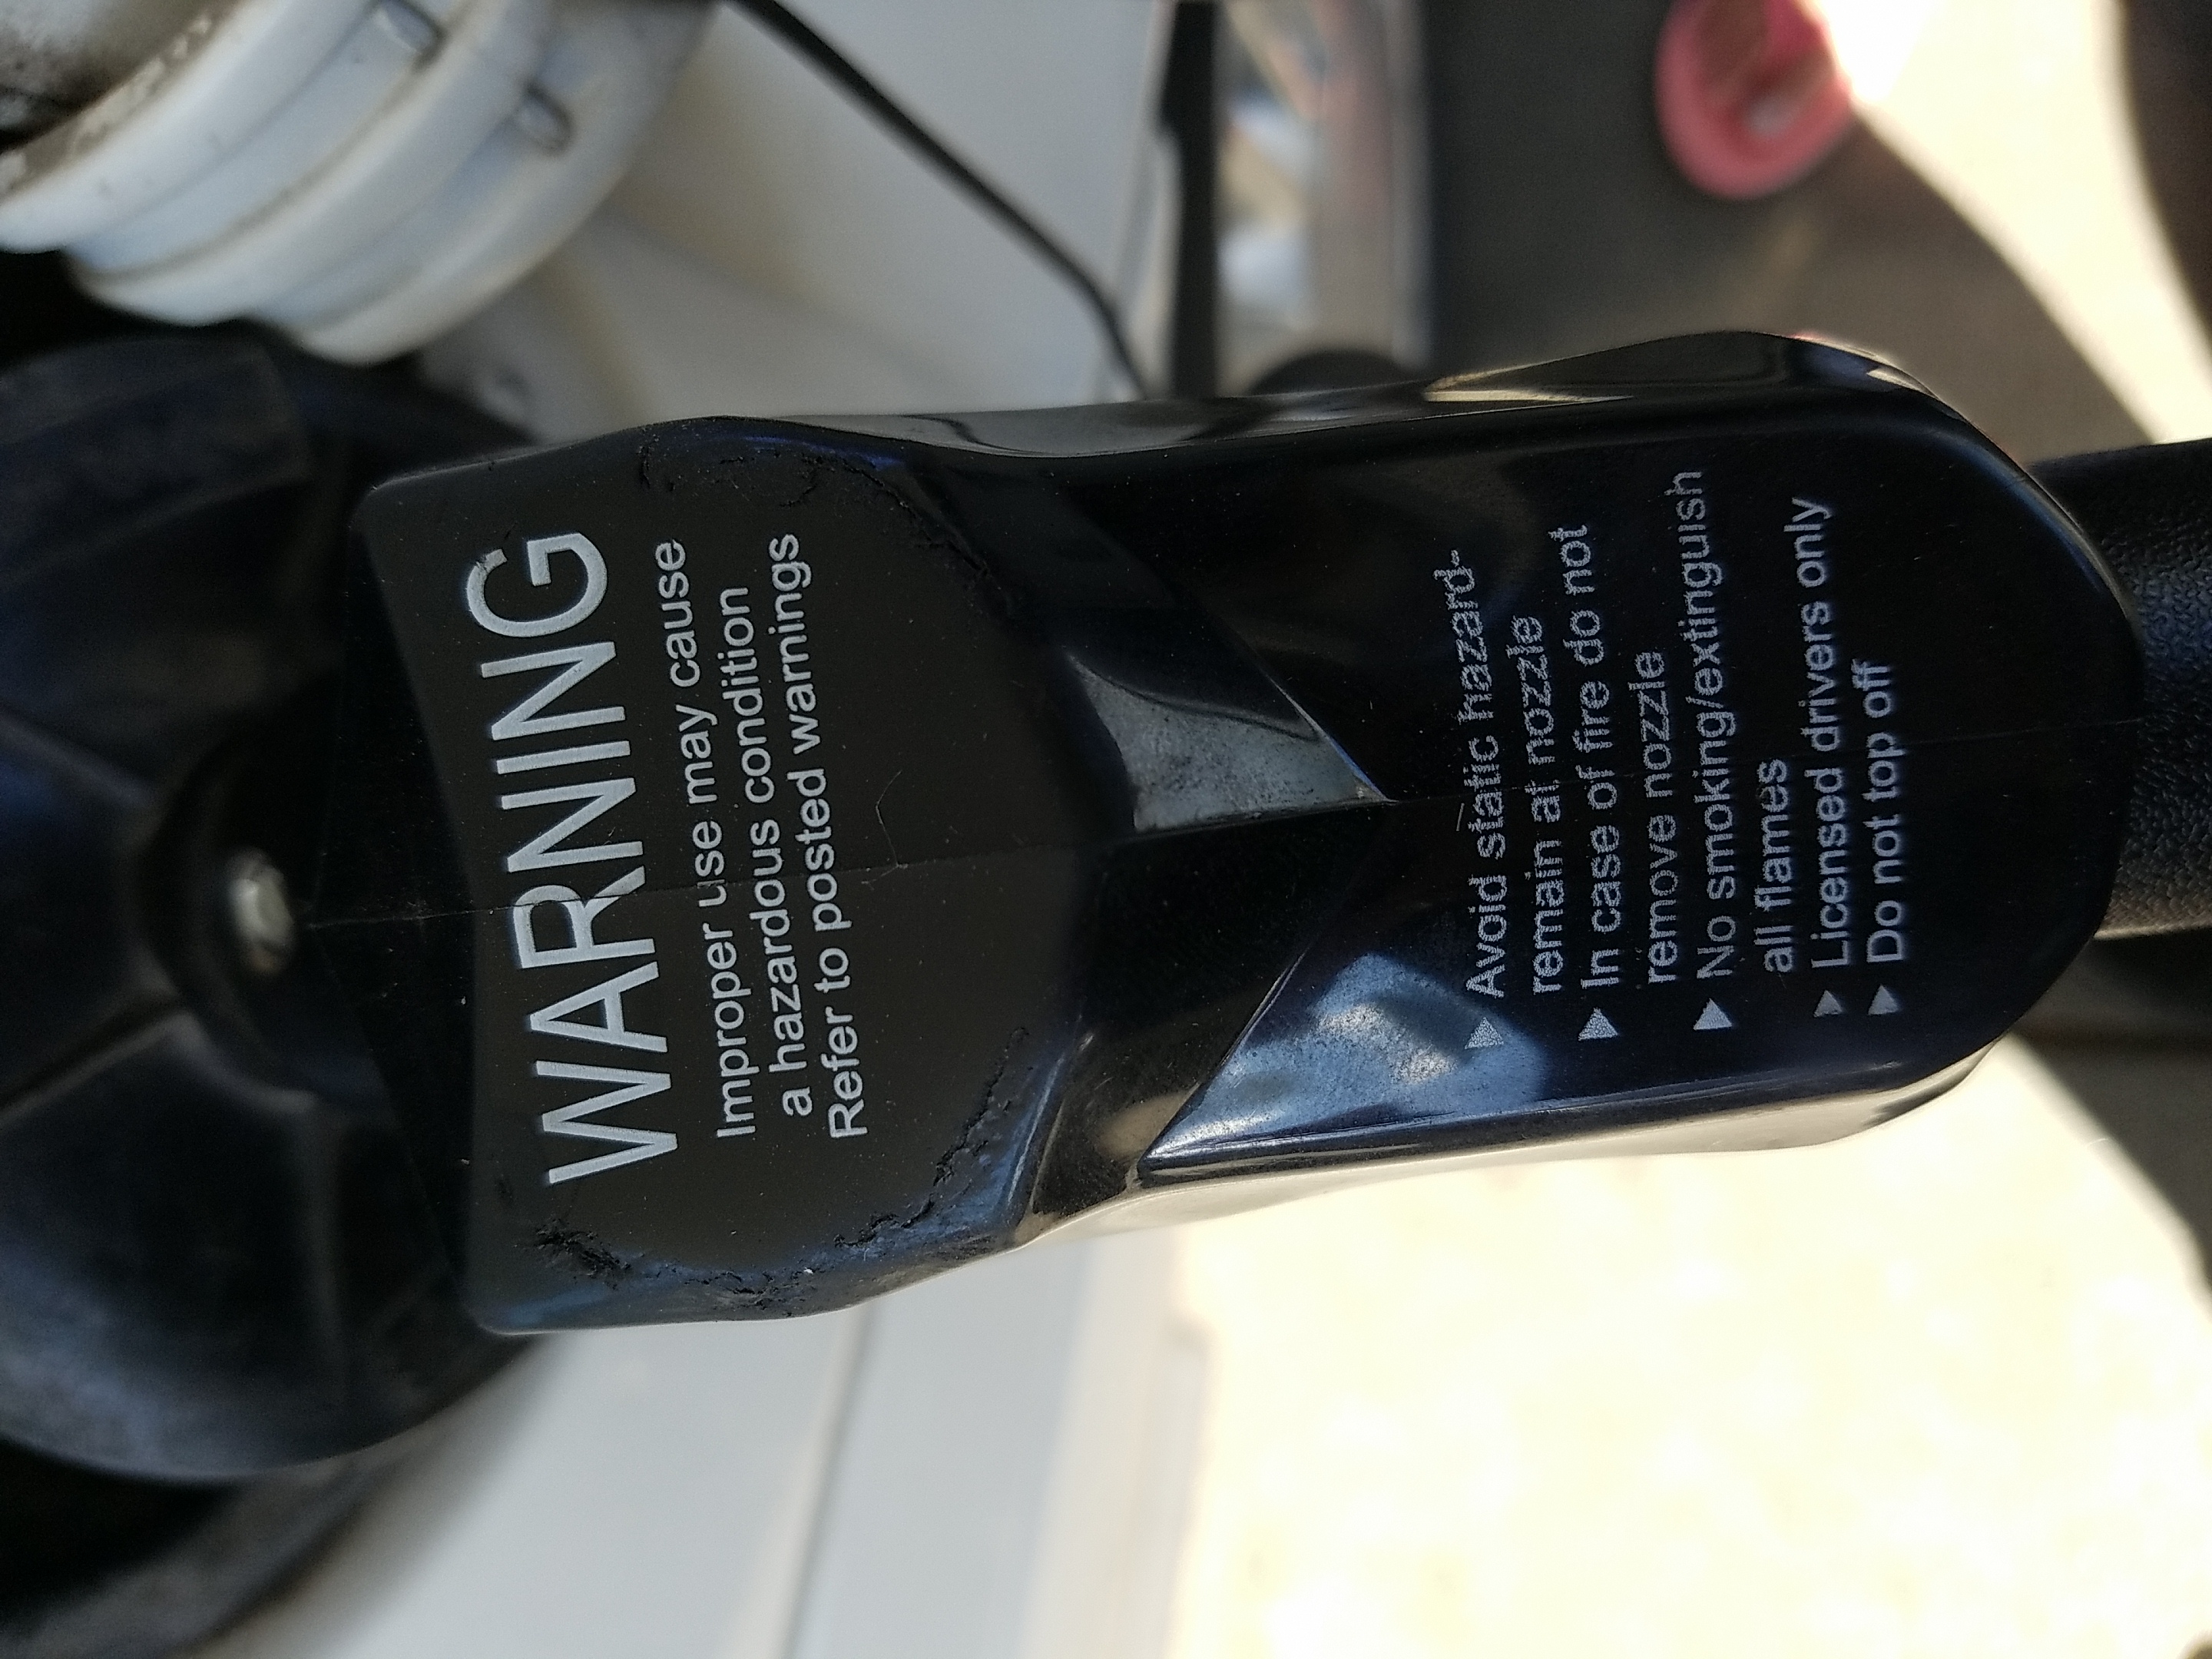 WARNING
Improper use may cause
a hazardous condition
Refer to posted warnings
▶ Avoid static hazard-
remain at nozzle
▶ In case of fire do not
remove nozzle
▶ No smoking/extinguish
all flames
▶ Licensed drivers only
▶ Do not top off